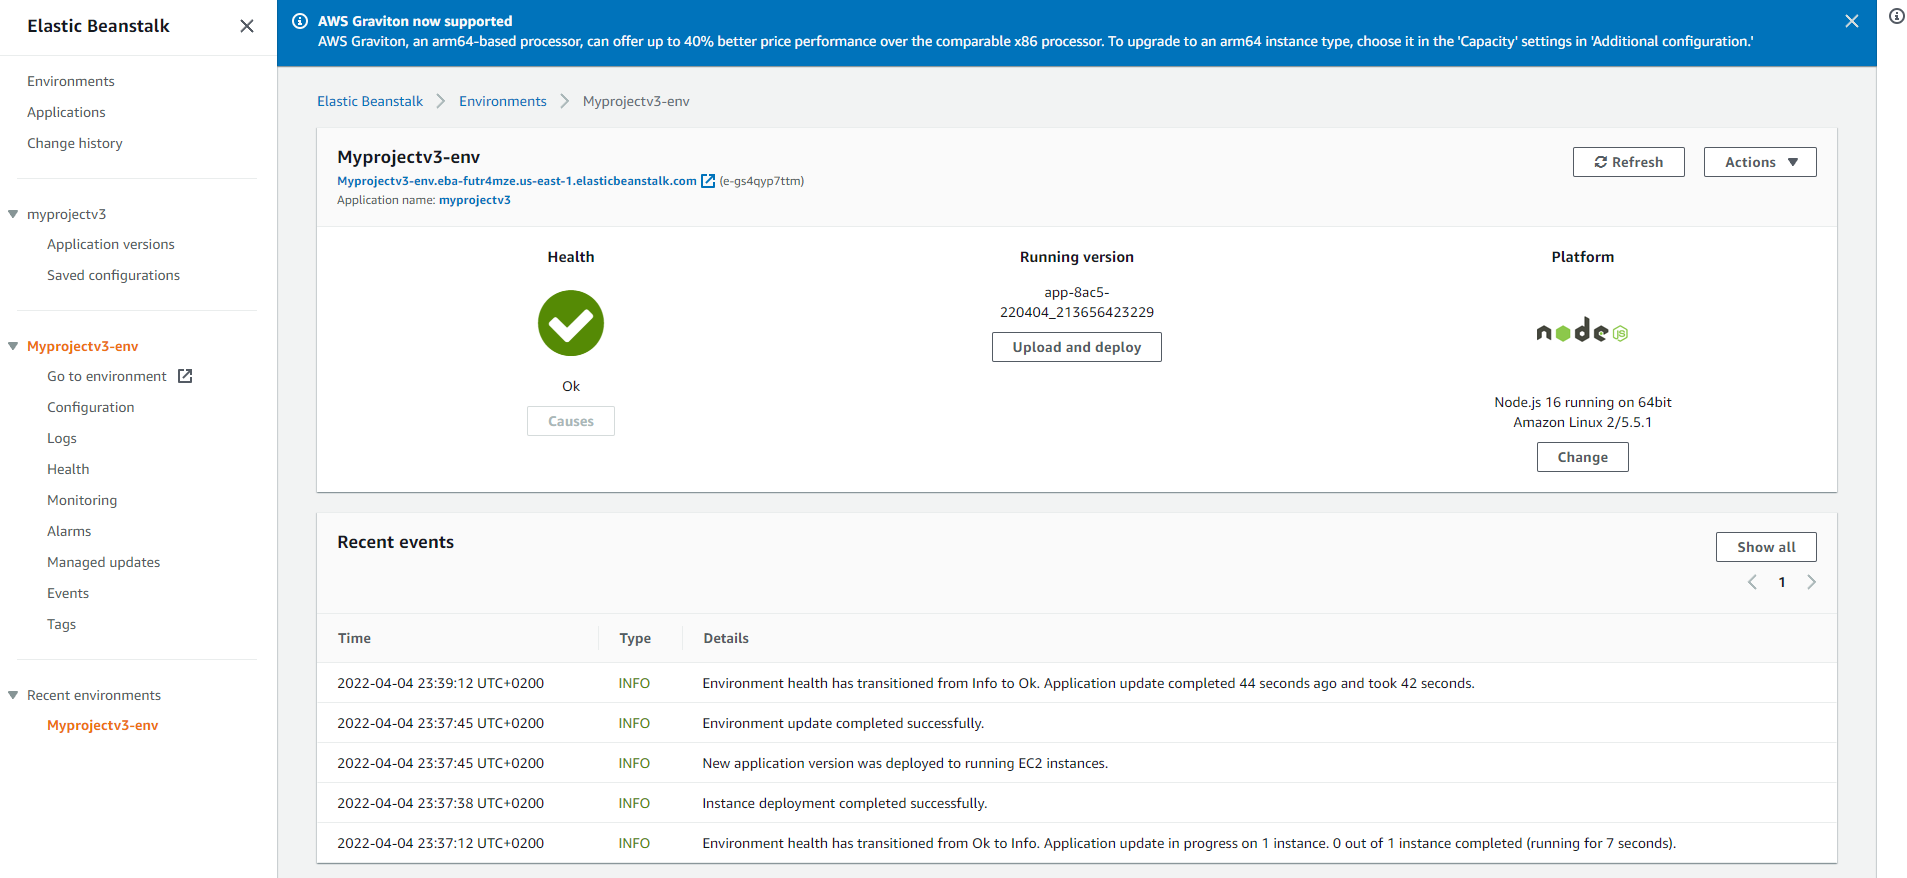 Elastic Beanstalk
Environments
Applications
Change history
myprojectv3
Application versions
Saved configurations
Myprojectv3-env
Go to environment
Configuration
Logs
Health
Monitoring
Alarms
Managed updates
Events
Tags
Recent environments
Myprojectv3-env
AWS Graviton now supported
AWS Graviton, an arm64-based processor, can offer up to 40% better price performance over the comparable x86 processor. To upgrade to an arm64 instance type, choose it in the 'Capacity' settings in 'Additional configuration.'
Elastic Beanstalk > Environments > Myprojectv3-env
Myprojectv3-env
Myprojectv3-env.eba-futr4mze.us-east-1.elasticbeanstalk.com (e-gs4qyp7ttm)
Application name: myprojectv3
Refresh
Actions
Health
Ok
Causes
Running version
app-8ac5-
220404_213656423229
Upload and deploy
Platform
node JS
Node.js 16 running on 64bit
Amazon Linux 2/5.5.1
Change
Recent events
Show all
1
Time Type Details
2022-04-04 23:39:12 UTC+0200 INFO Environment health has transitioned from Info to Ok. Application update completed 44 seconds ago and took 42 seconds.
2022-04-04 23:37:45 UTC+0200 INFO Environment update completed successfully.
2022-04-04 23:37:45 UTC+0200 INFO New application version was deployed to running EC2 instances.
2022-04-04 23:37:38 UTC+0200 INFO Instance deployment completed successfully.
2022-04-04 23:37:12 UTC+0200 INFO Environment health has transitioned from Ok to Info. Application update in progress on 1 instance. 0 out of 1 instance completed (running for 7 seconds).